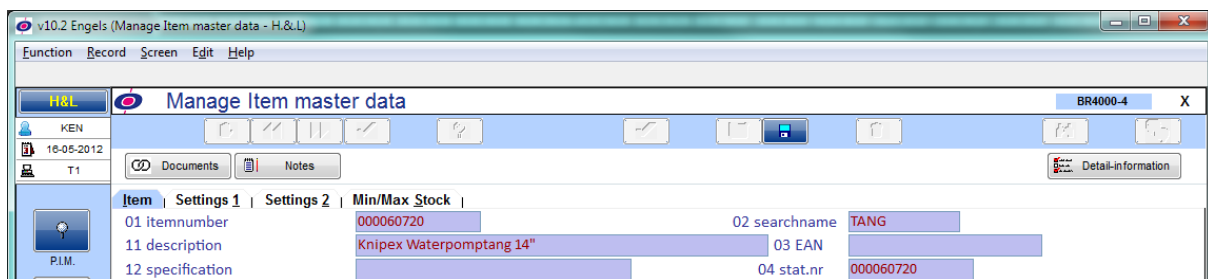 v10.2 Engels (Manage Item master data - H.&.L)
Function Record Screen Edit Help
H&L Manage Item master data BR4000-4 X
KEN
16-05-2012
T1
Documents Notes Detail-information
Item Settings 1 Settings 2 Min/Max Stock
01 itemnumber 000060720 02 searchname TANG
11 description Knipex Waterpomptang 14" 03 EAN
12 specification 04 stat.nr 000060720
P.I.M.